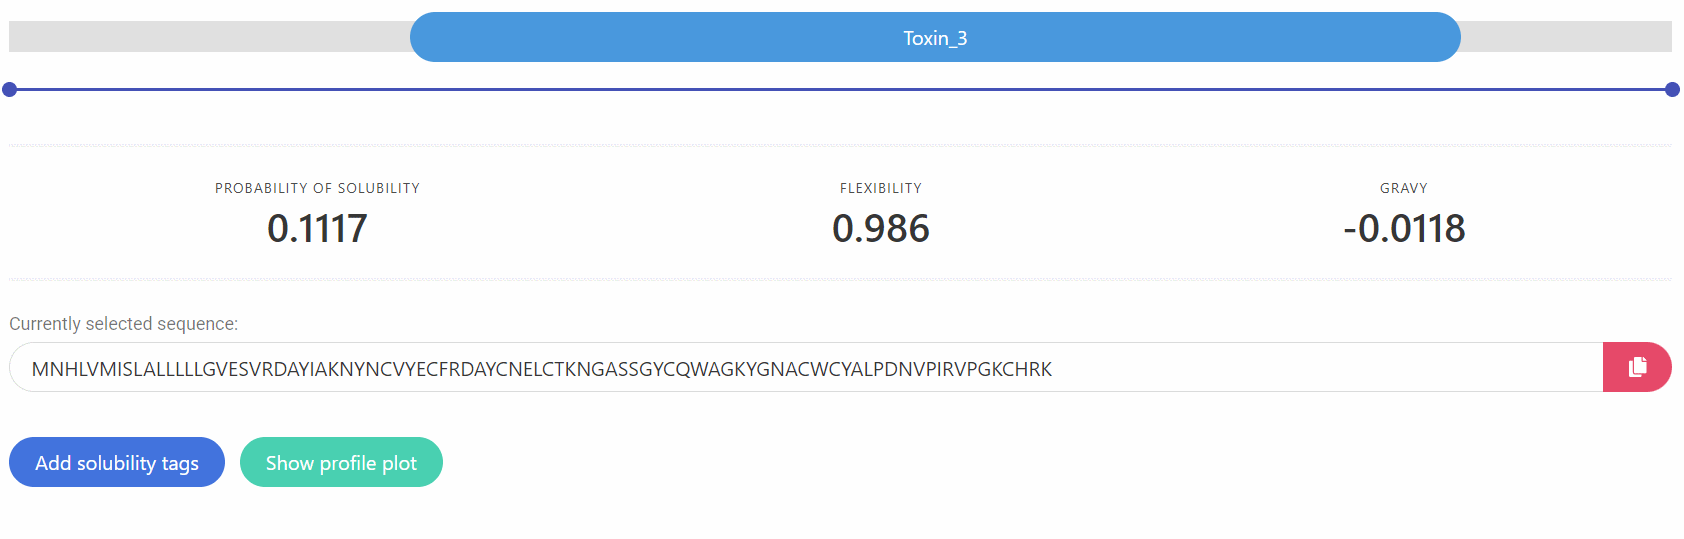 Toxin_3
PROBABILITY OF SOLUBILITY
0.1117
FLEXIBILITY
0.986
GRAVY
-0.0118
Currently selected sequence:
MNHLVMISLALLLLLGVESVRDAYIAKNYNCVYECFRDAYCNELCTKNGASSGYCQWAGKYGNACWCYALPDNVPIRVPGKCHRK
Add solubility tags
Show profile plot